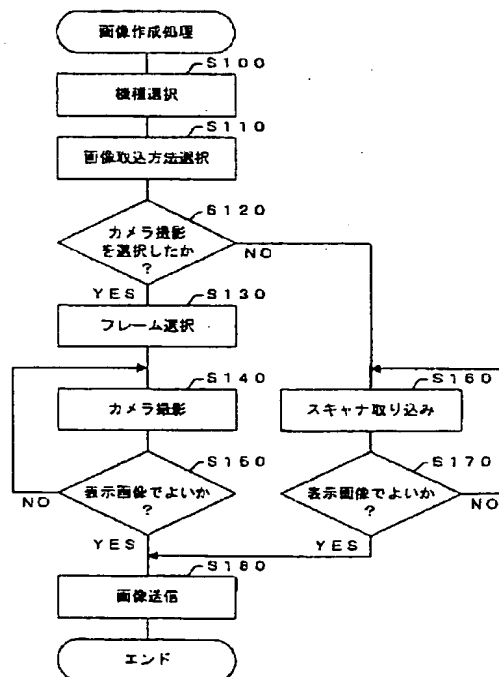 画像作成処理
S100
機種選択
S110
画像取込方法選択
S120
カメラ撮影
を選択したか
?
NO
YES
S130
フレーム選択
S140
カメラ撮影
S150
表示画像でよいか
?
NO
YES
S160
スキャナ取り込み
S170
表示画像でよいか
?
NO
YES
S180
画像送信
エンド